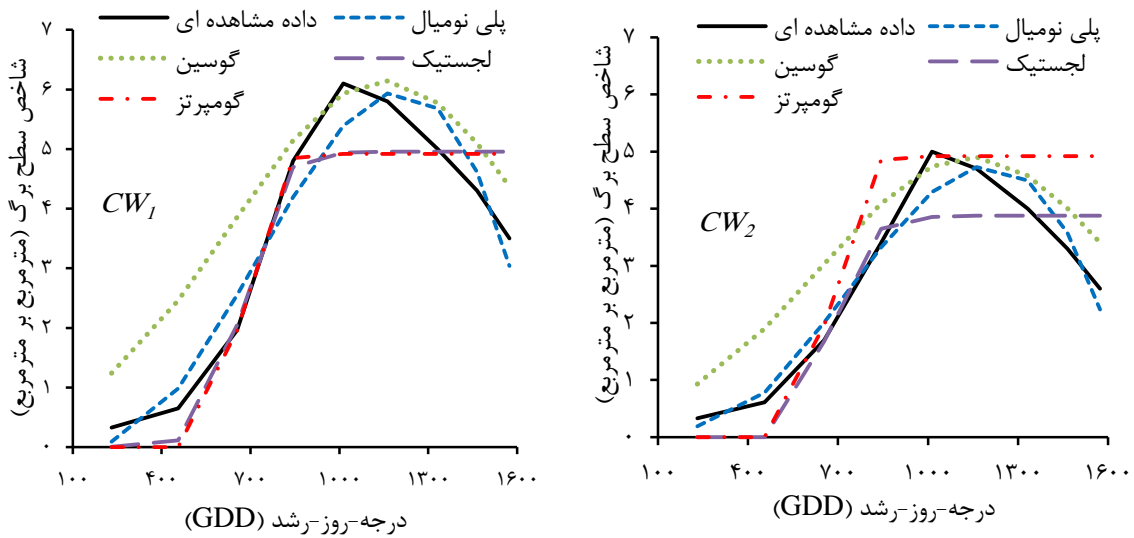 داده مشاهده ای
پلی نومیال
گوسین
لجستیک
گومپرتز
شاخص سطح برگ (مترمربع بر مترمربع)
۷
۶
۵
۴
۳
۲
۱
۰
CW1
۱۰۰ ۴۰۰ ۷۰۰ ۱۰۰۰ ۱۳۰۰ ۱۶۰۰
درجه-روز-رشد (GDD)
داده مشاهده ای
پلی نومیال
گوسین
لجستیک
گومپرتز
شاخص سطح برگ (مترمربع بر مترمربع)
۷
۶
۵
۴
۳
۲
۱
۰
CW2
۱۰۰ ۴۰۰ ۷۰۰ ۱۰۰۰ ۱۳۰۰ ۱۶۰۰
درجه-روز-رشد (GDD)